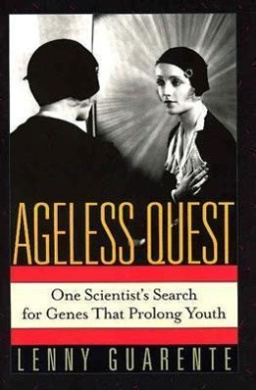 AGELESS QUEST
One Scientist's Search
for Genes That Prolong Youth
LENNY GUARENTE